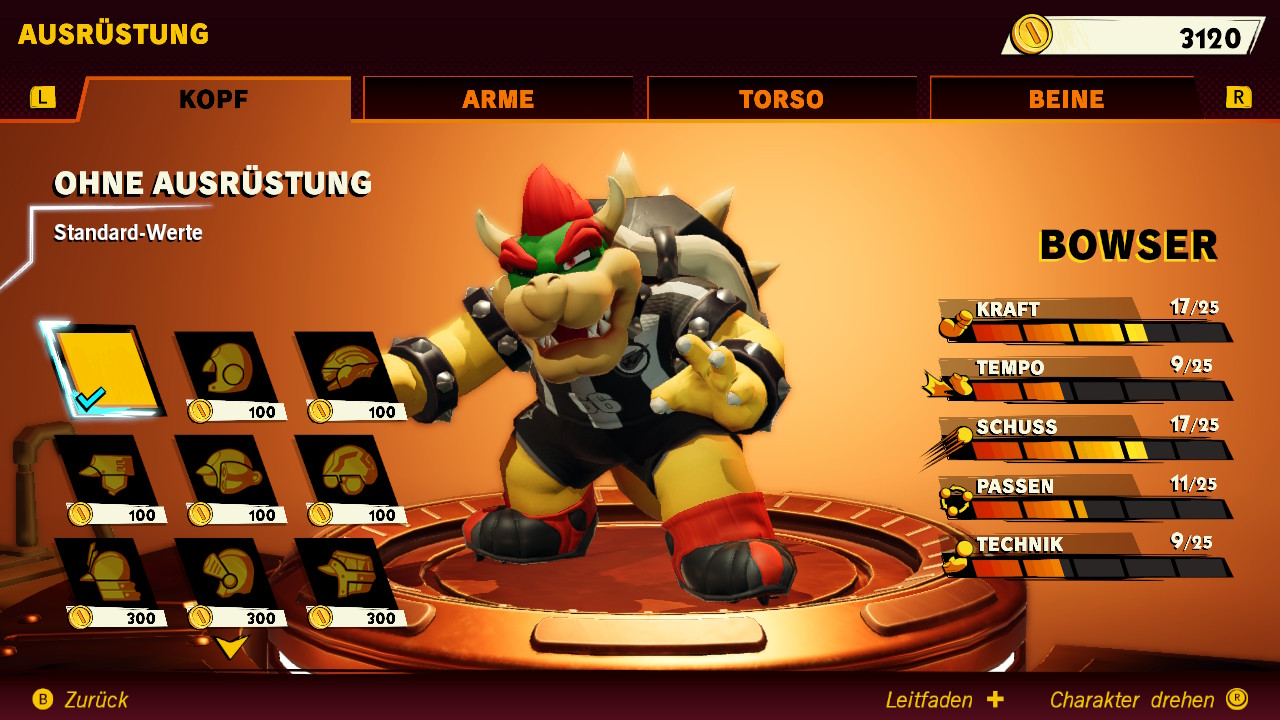 AUSRÜSTUNG
3120
L
KOPF
ARME
TORSO
BEINE
R
OHNE AUSRÜSTUNG
Standard-Werte
BOWSER
KRAFT 17/25
TEMPO 9/25
SCHUSS 17/25
PASSEN 11/25
TECHNIK 9/25
100 100
100 100 100
300 300 300
B Zurück
Leitfaden
Charakter drehen R